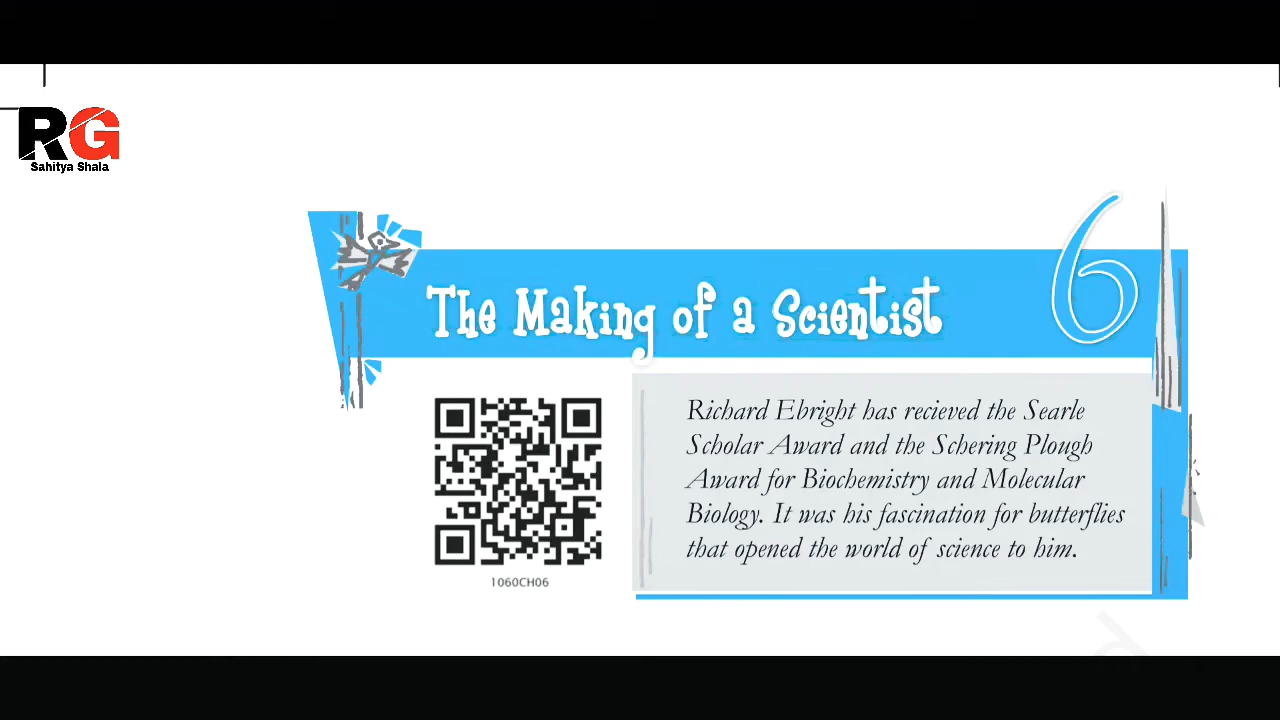 RG
Sahitya Shala
6
The Making of a Scientist
Richard Ebright has recieved the Searle
Scholar Award and the Schering Plough
Award for Biochemistry and Molecular
Biology. It was his fascination for butterflies
that opened the world of science to him.
1060CH06